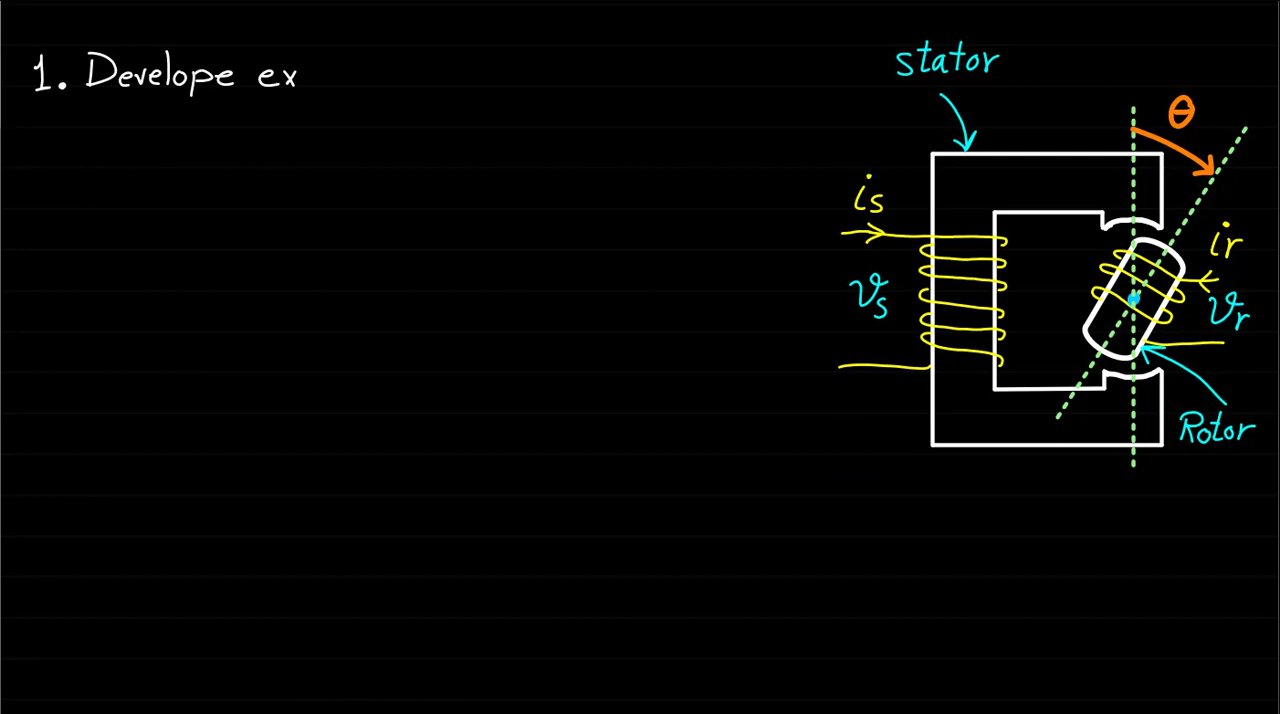 1. Develope ex
stator
θ
is
ir
vs
vr
Rotor